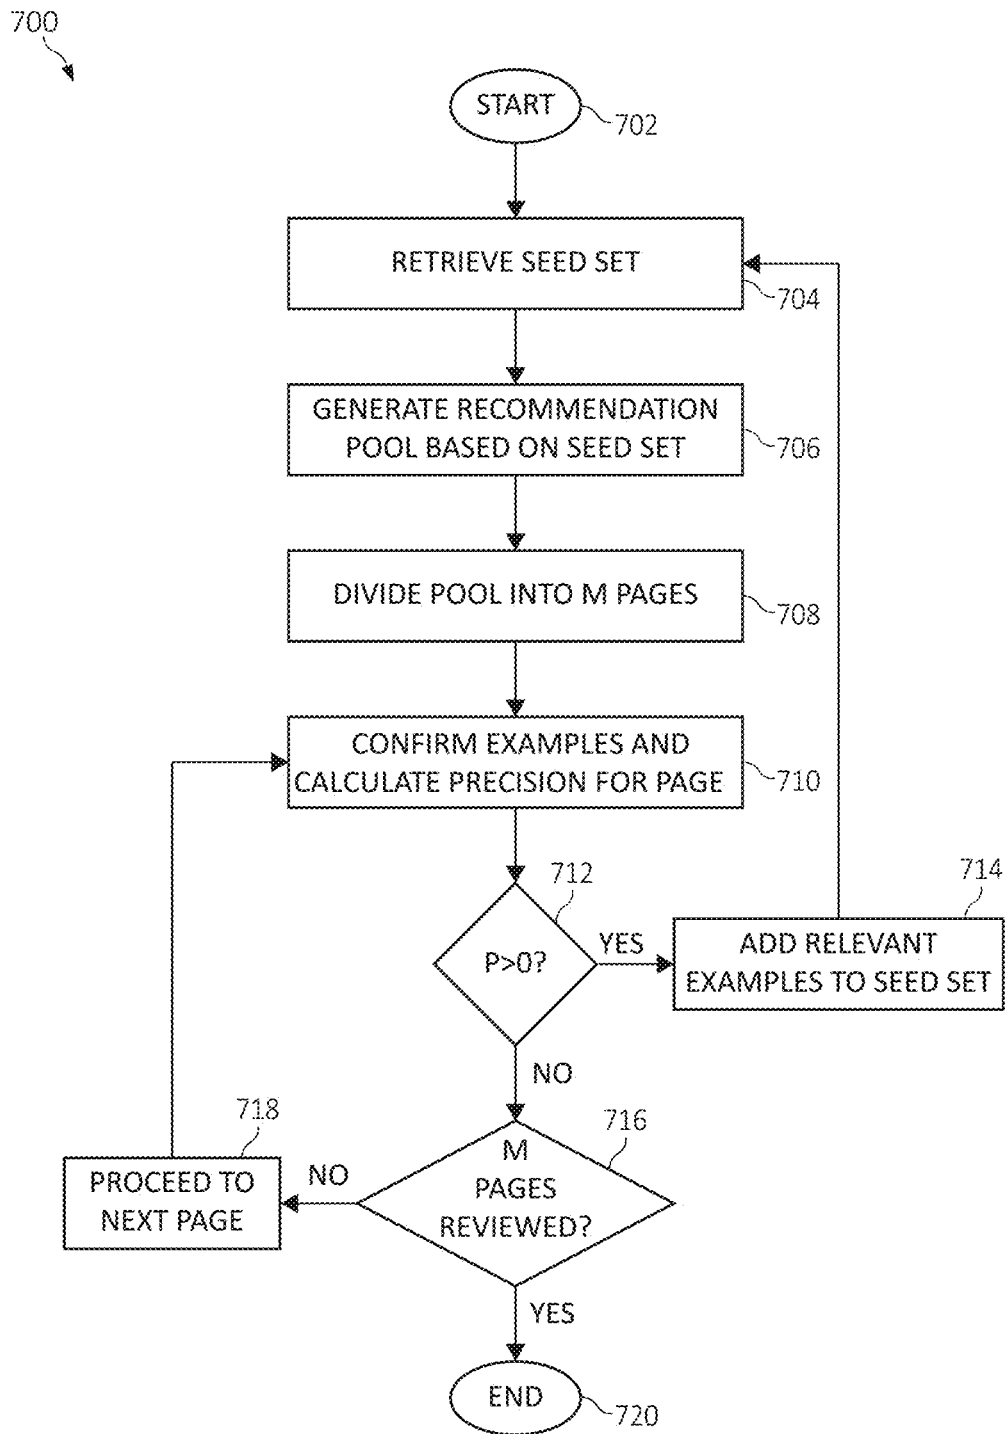 700
START
702
RETRIEVE SEED SET
704
GENERATE RECOMMENDATION
POOL BASED ON SEED SET
706
DIVIDE POOL INTO M PAGES
708
CONFIRM EXAMPLES AND
CALCULATE PRECISION FOR PAGE
710
712
P>0?
YES
714
ADD RELEVANT
EXAMPLES TO SEED SET
NO
716
M
PAGES
REVIEWED?
NO
718
PROCEED TO
NEXT PAGE
YES
END
720